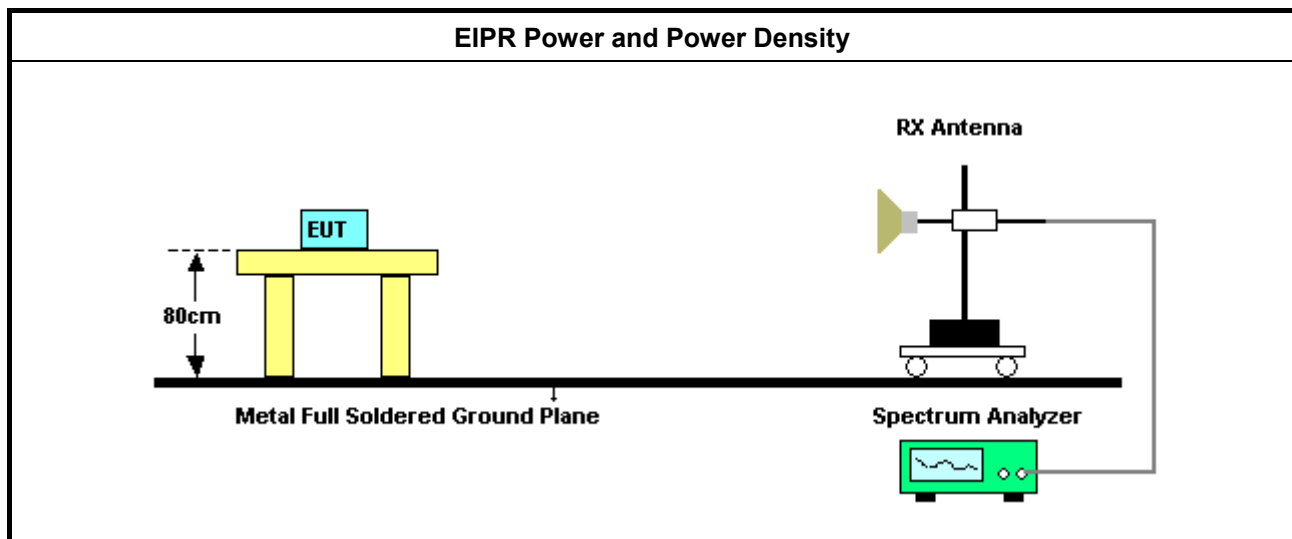 EIPR Power and Power Density
RX Antenna
EUT
80cm
Metal Full Soldered Ground Plane
Spectrum Analyzer